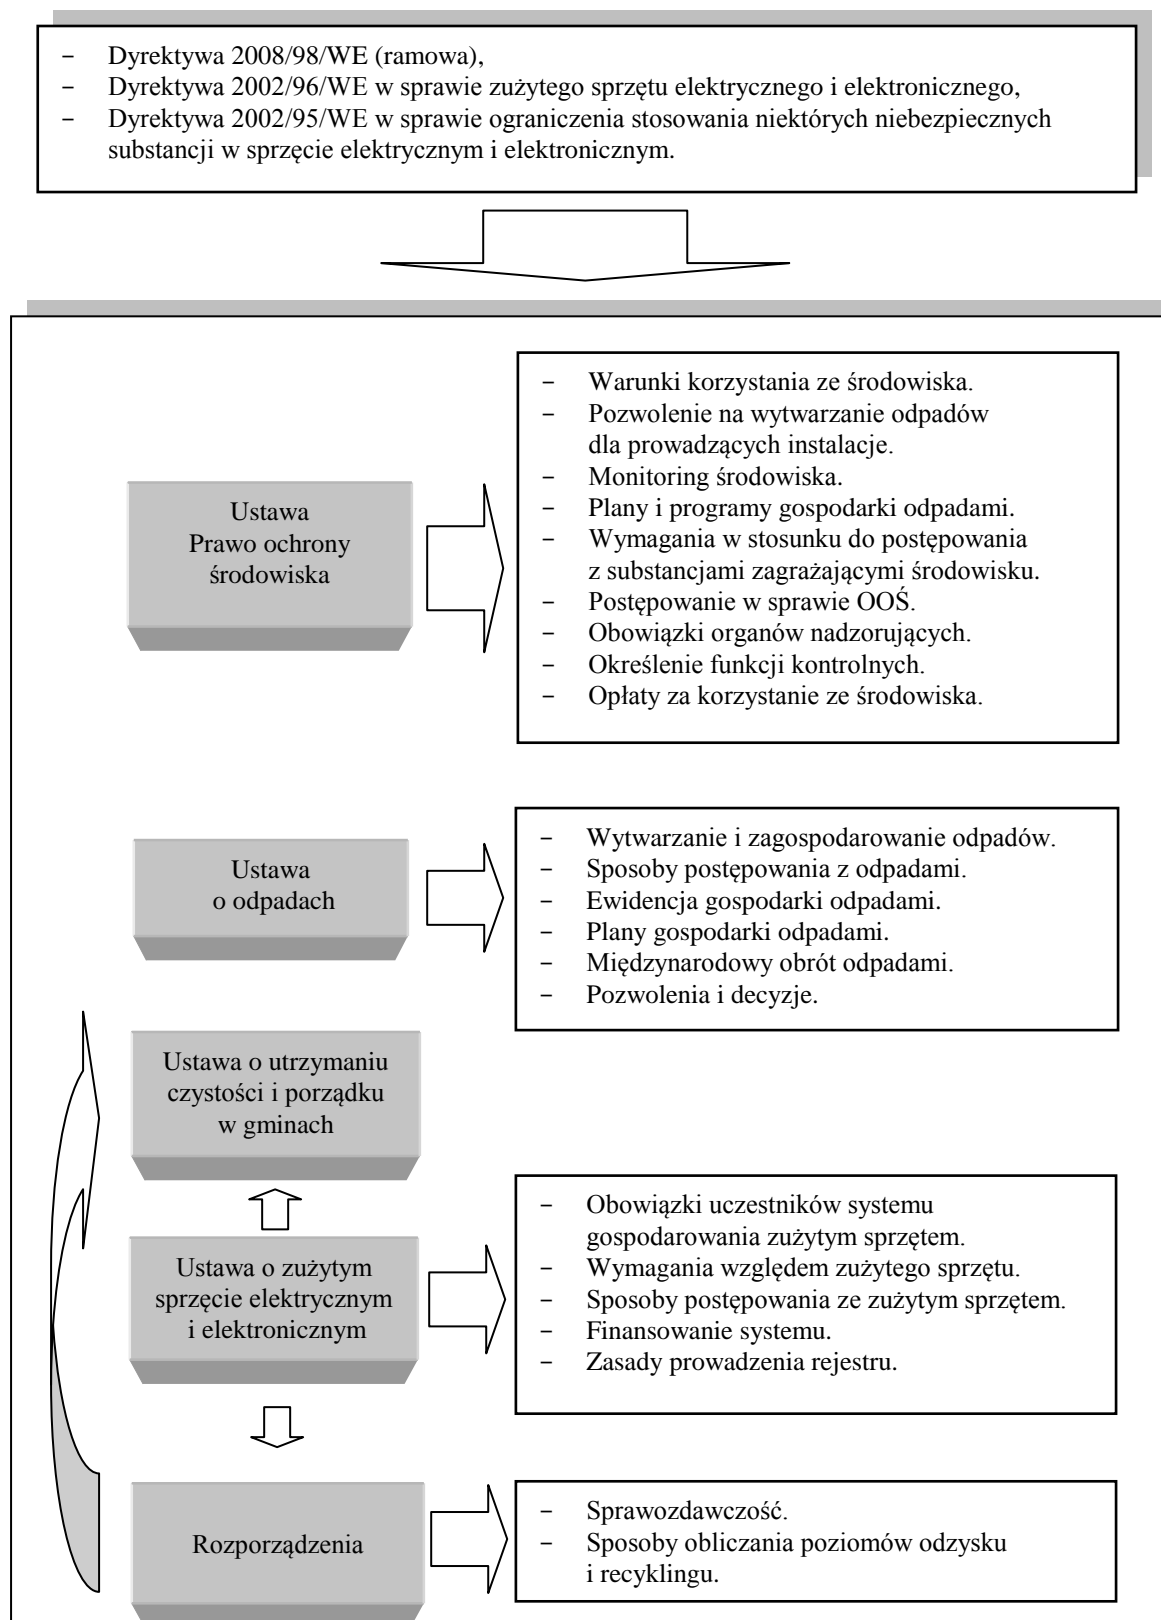 − Dyrektywa 2008/98/WE (ramowa),
− Dyrektywa 2002/96/WE w sprawie zużytego sprzętu elektrycznego i elektronicznego,
− Dyrektywa 2002/95/WE w sprawie ograniczenia stosowania niektórych niebezpiecznych
substancji w sprzęcie elektrycznym i elektronicznym.
Ustawa
Prawo ochrony
środowiska
− Warunki korzystania ze środowiska.
− Pozwolenie na wytwarzanie odpadów
dla prowadzących instalacje.
− Monitoring środowiska.
− Plany i programy gospodarki odpadami.
− Wymagania w stosunku do postępowania
z substancjami zagrażającymi środowisku.
− Postępowanie w sprawie OOŚ.
− Obowiązki organów nadzorujących.
− Określenie funkcji kontrolnych.
− Opłaty za korzystanie ze środowiska.
Ustawa
o odpadach
− Wytwarzanie i zagospodarowanie odpadów.
− Sposoby postępowania z odpadami.
− Ewidencja gospodarki odpadami.
− Plany gospodarki odpadami.
− Międzynarodowy obrót odpadami.
− Pozwolenia i decyzje.
Ustawa o utrzymaniu
czystości i porządku
w gminach
Ustawa o zużytym
sprzęcie elektrycznym
i elektronicznym
− Obowiązki uczestników systemu
gospodarowania zużytym sprzętem.
− Wymagania względem zużytego sprzętu.
− Sposoby postępowania ze zużytym sprzętem.
− Finansowanie systemu.
− Zasady prowadzenia rejestru.
Rozporządzenia
− Sprawozdawczość.
− Sposoby obliczania poziomów odzysku
i recyklingu.